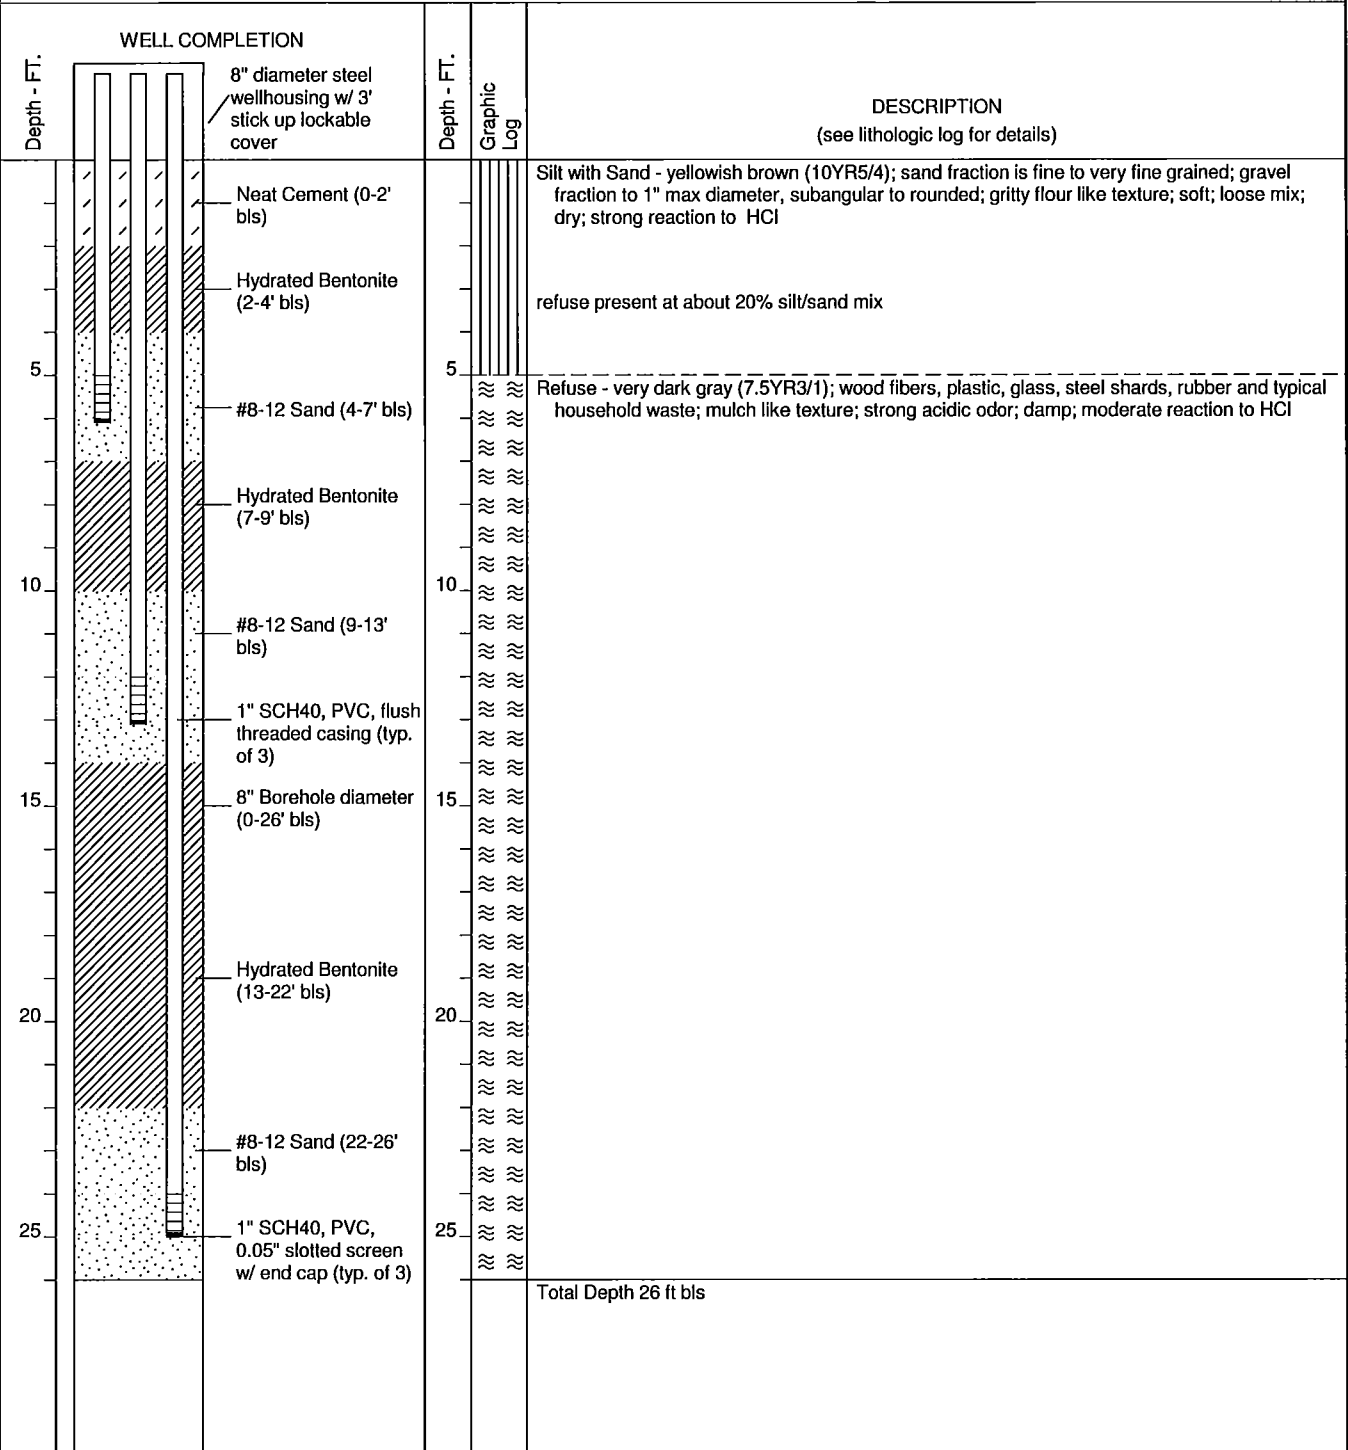 WELL COMPLETION
Depth - FT.
8" diameter steel
wellhousing w/ 3'
stick up lockable
cover
Depth - FT.
Graphic
Log
DESCRIPTION
(see lithologic log for details)
Neat Cement (0-2'
bls)
Hydrated Bentonite
(2-4' bls)
5
#8-12 Sand (4-7' bls)
Hydrated Bentonite
(7-9' bls)
10
#8-12 Sand (9-13'
bls)
1" SCH40, PVC, flush
threaded casing (typ.
of 3)
15
8" Borehole diameter
(0-26' bls)
Hydrated Bentonite
(13-22' bls)
20
#8-12 Sand (22-26'
bls)
25
1" SCH40, PVC,
0.05" slotted screen
w/ end cap (typ. of 3)
5
10
15
20
25
Silt with Sand - yellowish brown (10YR5/4); sand fraction is fine to very fine grained; gravel
fraction to 1" max diameter, subangular to rounded; gritty flour like texture; soft; loose mix;
dry; strong reaction to HCl
refuse present at about 20% silt/sand mix
Refuse - very dark gray (7.5YR3/1); wood fibers, plastic, glass, steel shards, rubber and typical
household waste; mulch like texture; strong acidic odor; damp; moderate reaction to HCl
Total Depth 26 ft bls